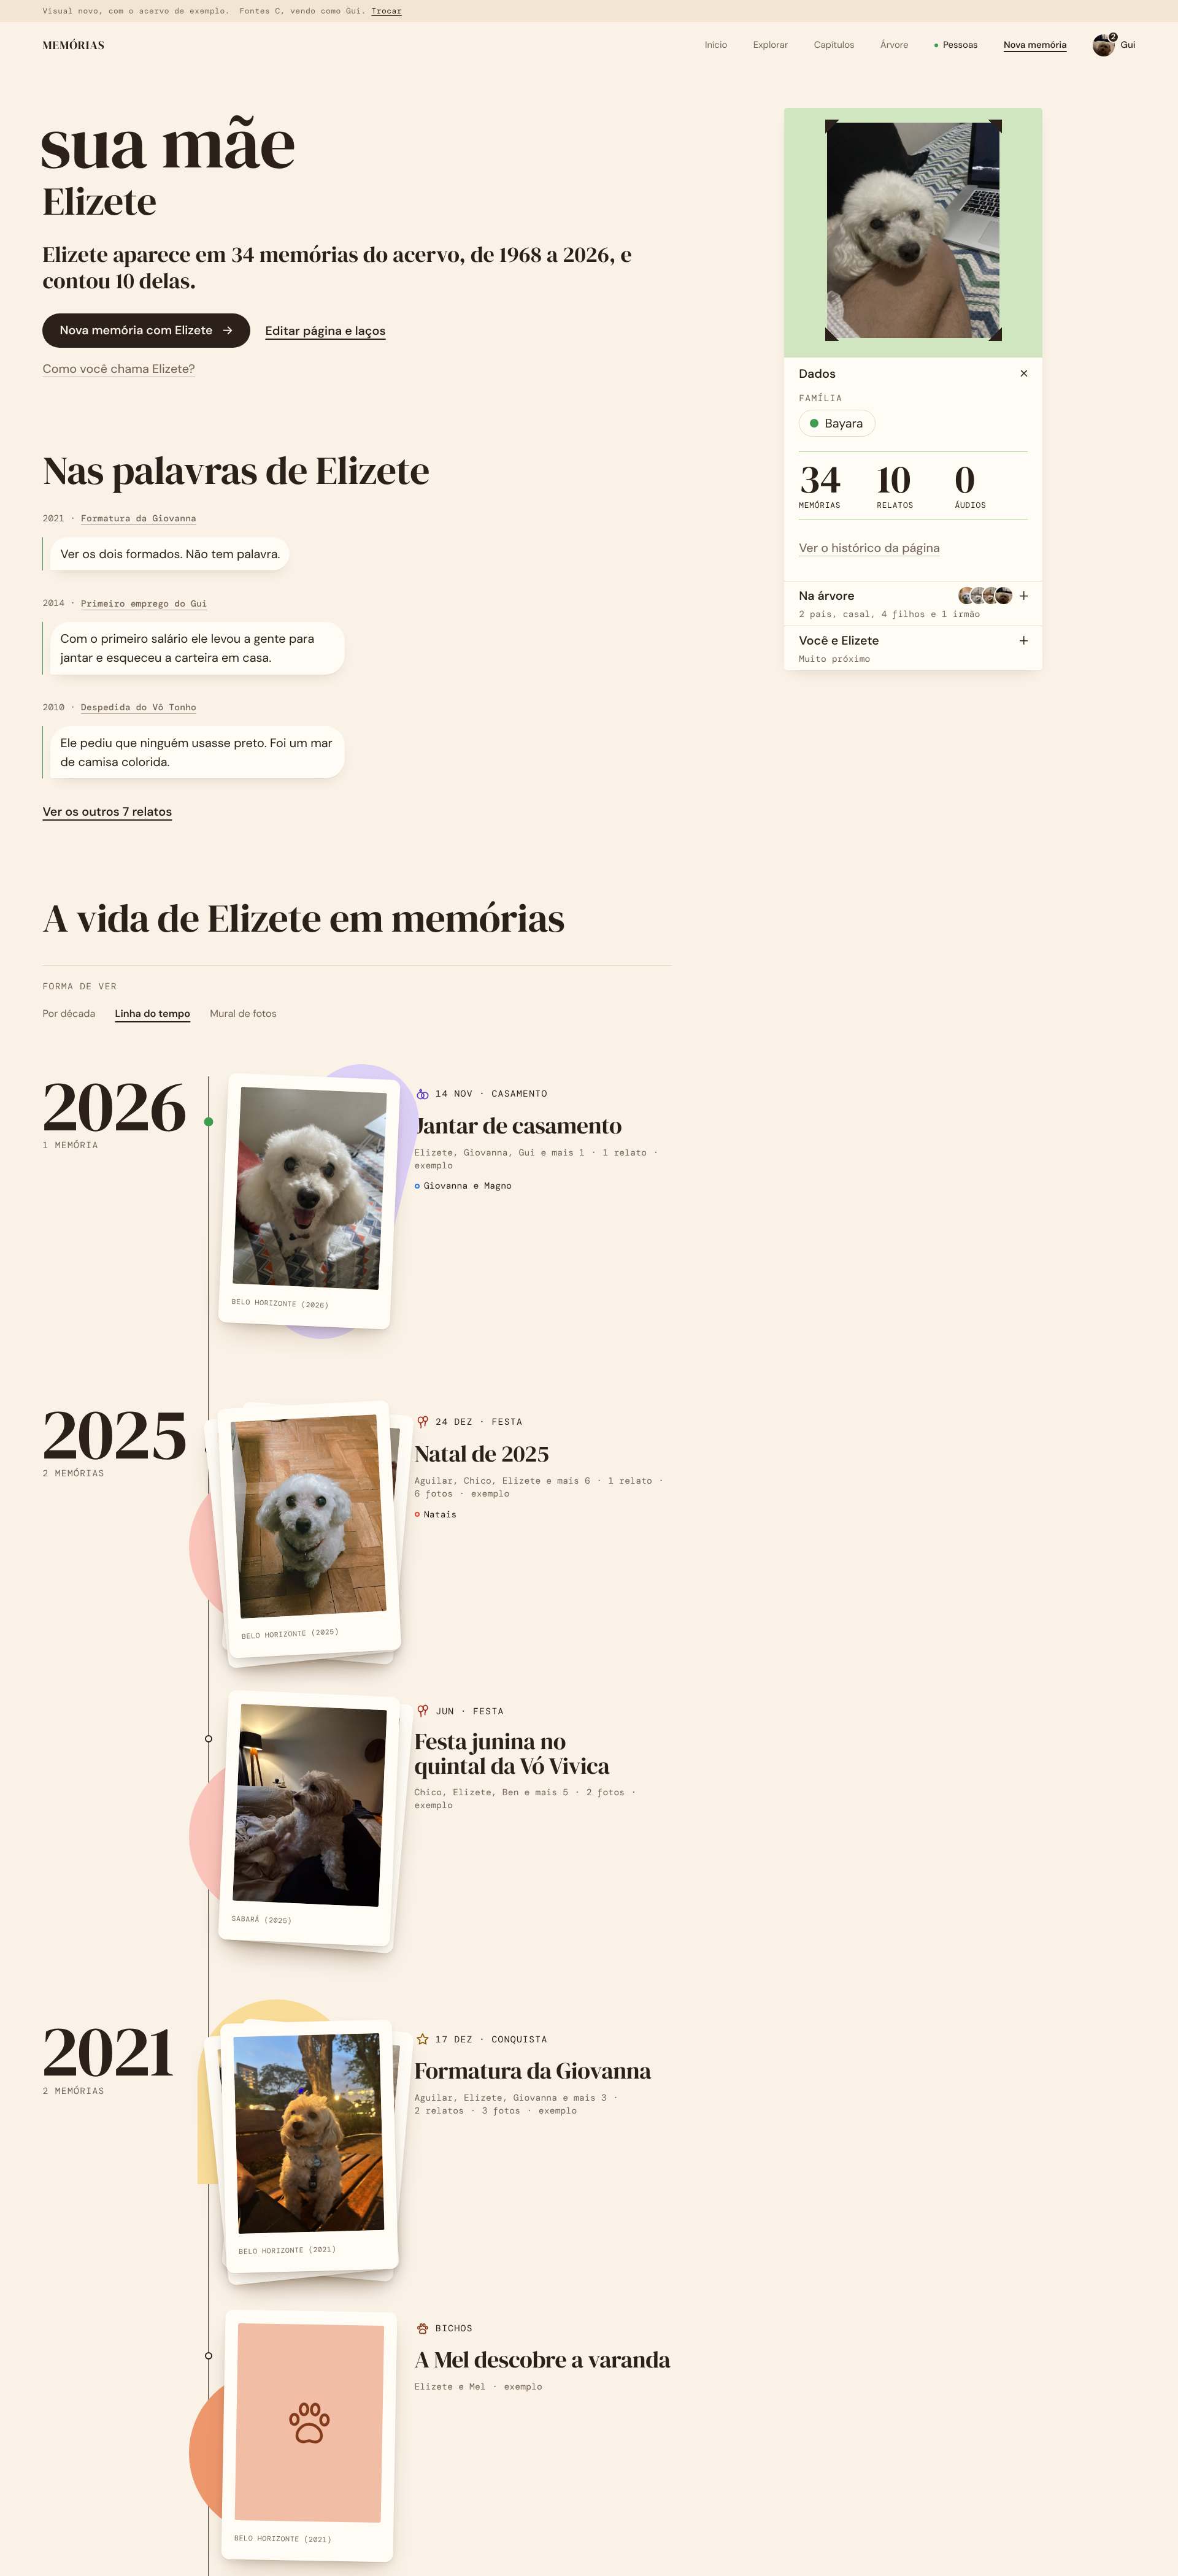 Visual novo, com o acervo de exemplo. Fontes C, vendo como Gui. Trocar
MEMÓRIAS
Início
Explorar
Capítulos
Árvore
Pessoas
Nova memória
2
Gui
sua mãe
Elizete
Elizete aparece em 34 memórias do acervo, de 1968 a 2026, e
contou 10 delas.
Nova memória com Elizete →
Editar página e laços
Como você chama Elizete?
Dados
FAMÍLIA
Bayara
34
MEMÓRIAS
10
RELATOS
0
ÁUDIOS
Ver o histórico da página
Na árvore
2 pais, casal, 4 filhos e 1 irmão
Você e Elizete
Muito próximo
Nas palavras de Elizete
2021 · Formatura da Giovanna
Ver os dois formados. Não tem palavra.
2014 · Primeiro emprego do Gui
Com o primeiro salário ele levou a gente para
jantar e esqueceu a carteira em casa.
2010 · Despedida do Vô Tonho
Ele pediu que ninguém usasse preto. Foi um mar
de camisa colorida.
Ver os outros 7 relatos
A vida de Elizete em memórias
FORMA DE VER
Por década
Linha do tempo
Mural de fotos
2026
1 MEMÓRIA
BELO HORIZONTE (2026)
14 NOV · CASAMENTO
Jantar de casamento
Elizete, Giovanna, Gui e mais 1 · 1 relato ·
exemplo
Giovanna e Magno
2025
2 MEMÓRIAS
BELO HORIZONTE (2025)
24 DEZ · FESTA
Natal de 2025
Aguilar, Chico, Elizete e mais 6 · 1 relato ·
6 fotos · exemplo
Natais
SABARÁ (2025)
JUN · FESTA
Festa junina no
quintal da Vó Vivica
Chico, Elizete, Ben e mais 5 · 2 fotos ·
exemplo
2021
2 MEMÓRIAS
BELO HORIZONTE (2021)
17 DEZ · CONQUISTA
Formatura da Giovanna
Aguilar, Elizete, Giovanna e mais 3 ·
2 relatos · 3 fotos · exemplo
BELO HORIZONTE (2021)
BICHOS
A Mel descobre a varanda
Elizete e Mel · exemplo